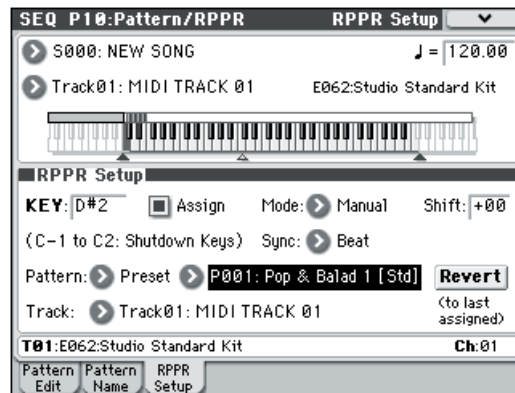 SEQ P10:Pattern/RPPR RPPR Setup
S000: NEW SONG ♩= 120.00
Track01: MIDI TRACK 01 E062:Studio Standard Kit
RPPR Setup
KEY: D#2 Assign Mode: Manual Shift: +00
(C-1 to C2: Shutdown Keys) Sync: Beat
Pattern: Preset P001: Pop & Balad 1 [Std] Revert
Track: Track01: MIDI TRACK 01 (to last
assigned)
T01:E062:Studio Standard Kit Ch:01
Pattern Edit Pattern Name RPPR Setup